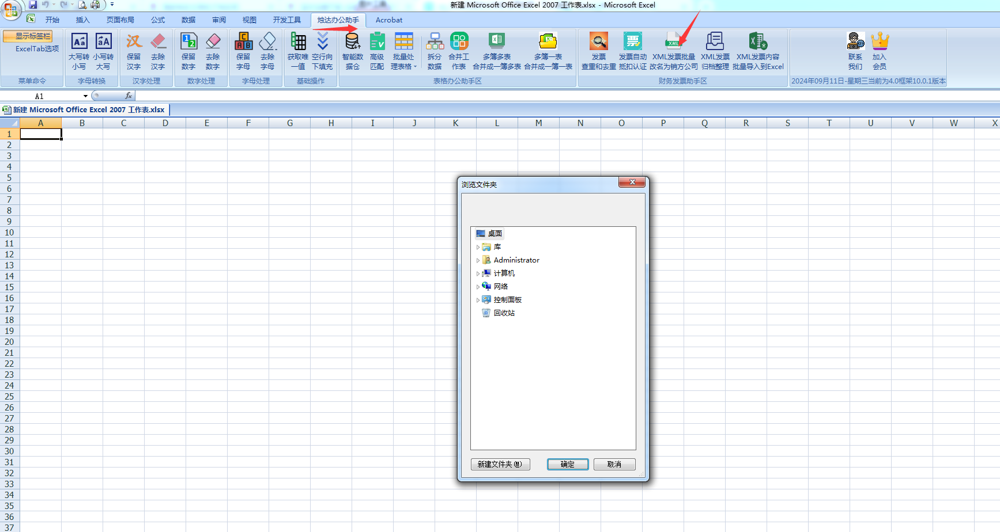 新建 Microsoft Office Excel 2007 工作表.xlsx - Microsoft Excel
开始 插入 页面布局 公式 数据 审阅 视图 开发工具 烛达办公助手 Acrobat
显示标签栏
ExcelTab选项
大写转
小写
小写转
大写
保留
汉字
去除
汉字
保留
数字
去除
数字
保留
字母
去除
字母
获取唯
一值
空行向
下填充
智能数
据仓
高级
匹配
批量处
理表格
拆分
数据
合并工
作表
多簿多表
合并成一簿多表
多簿一表
合并成一簿一表
发票
查重和去重
发票自动
抵扣认证
XML发票批量
改名为销方公司
XML发票
归档整理
XML发票内容
批量导入到Excel
联系
我们
加入
会员
菜单命令 字母转换 汉字处理 数字处理 字母处理 基础操作 表格办公助手区 财务发票助手区 2024年09月11日-星期三当前为4.0框架10.0.1版本
A1 fx
新建 Microsoft Office Excel 2007 工作表.xlsx
A B C D E F G H I J K L M N O P Q R S T U V W X
1
2
3
4
5
6
7
8
9
10
11
12
13
14
15
16
17
18
19
20
21
22
23
24
25
26
27
28
29
30
31
32
33
34
35
36
37
浏览文件夹
桌面
库
Administrator
计算机
网络
控制面板
回收站
新建文件夹(M) 确定 取消